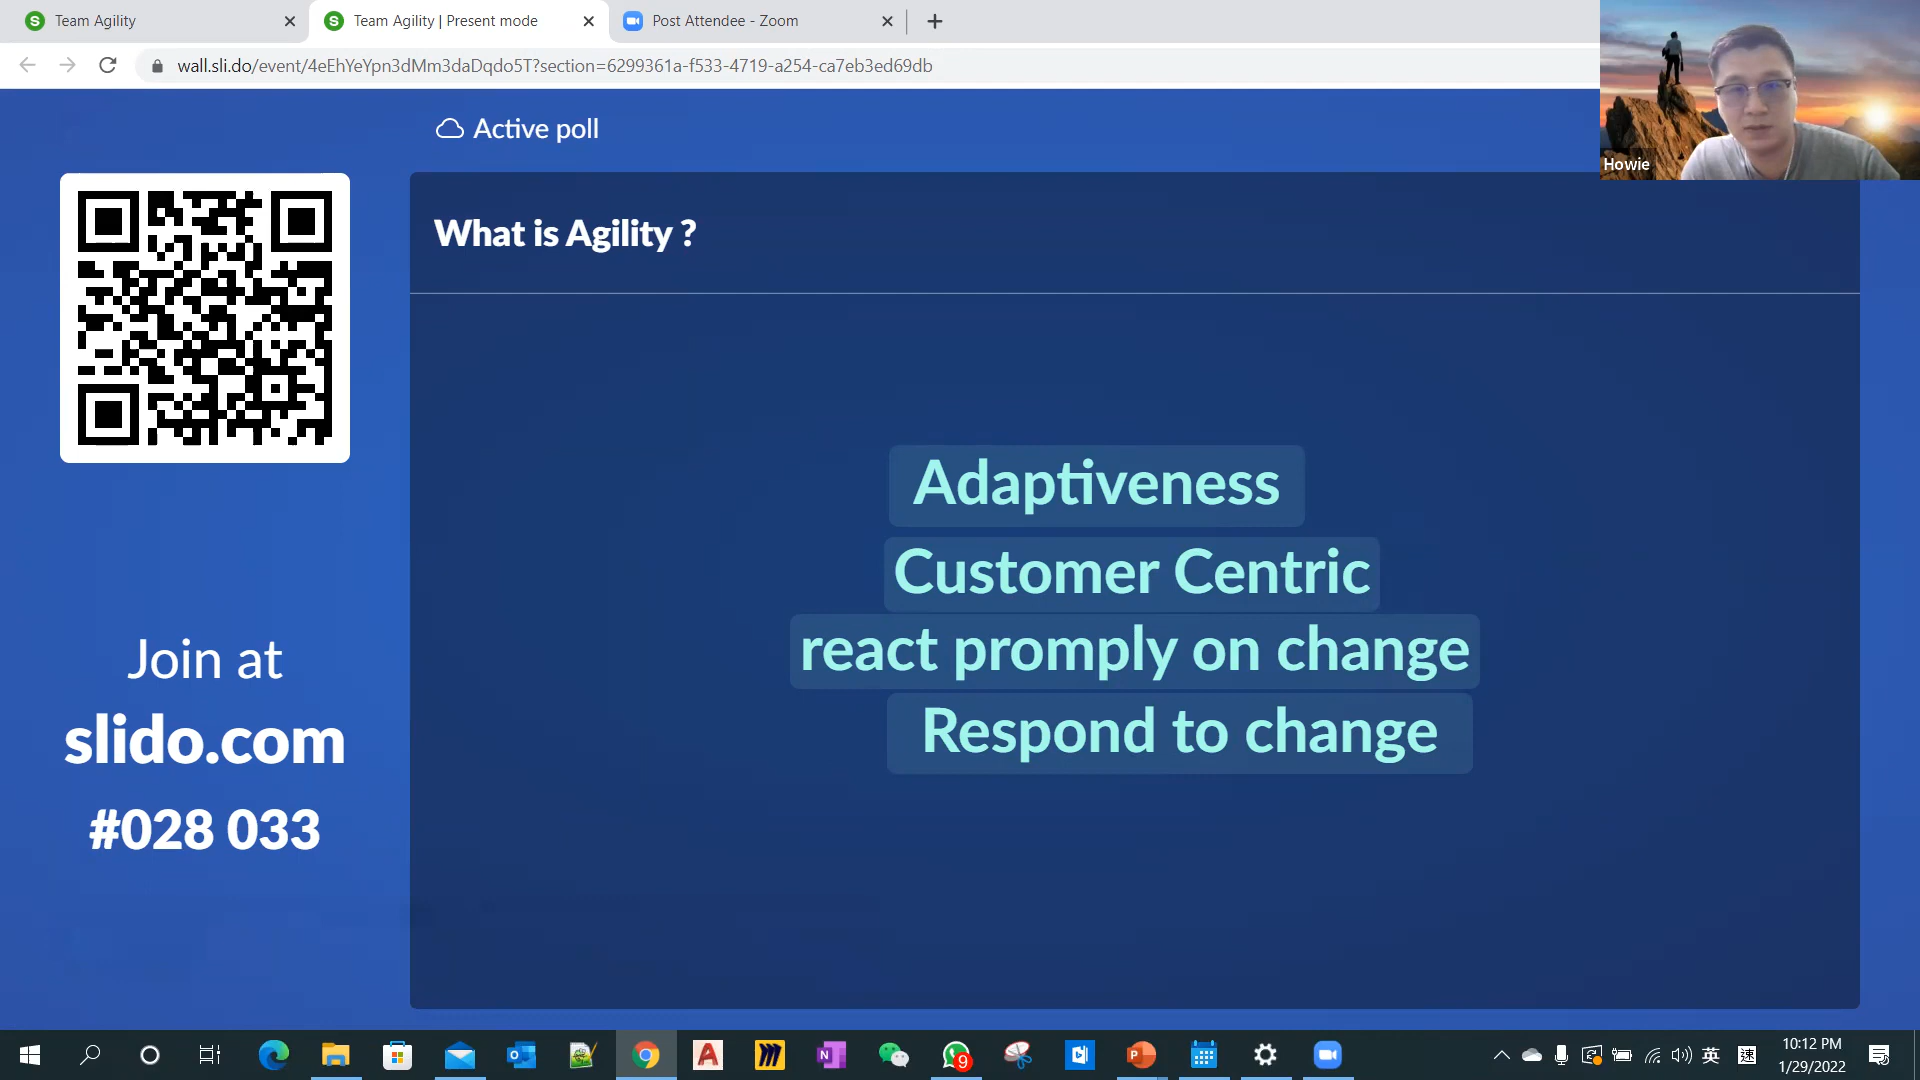 Team Agility
Team Agility | Present mode
Post Attendee - Zoom
wall.sli.do/event/4eEhYeYpn3dMm3daDqdo5T?section=6299361a-f533-4719-a254-ca7eb3ed69db
Howie
Active poll
What is Agility ?
Adaptiveness
Customer Centric
react promply on change
Respond to change
Join at
slido.com
#028 033
9
英
速
10:12 PM
1/29/2022